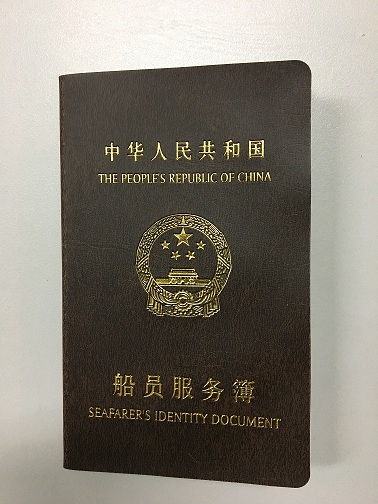 中华人民共和国
THE PEOPLE'S REPUBLIC OF CHINA
船员服务簿
SEAFARER'S IDENTITY DOCUMENT